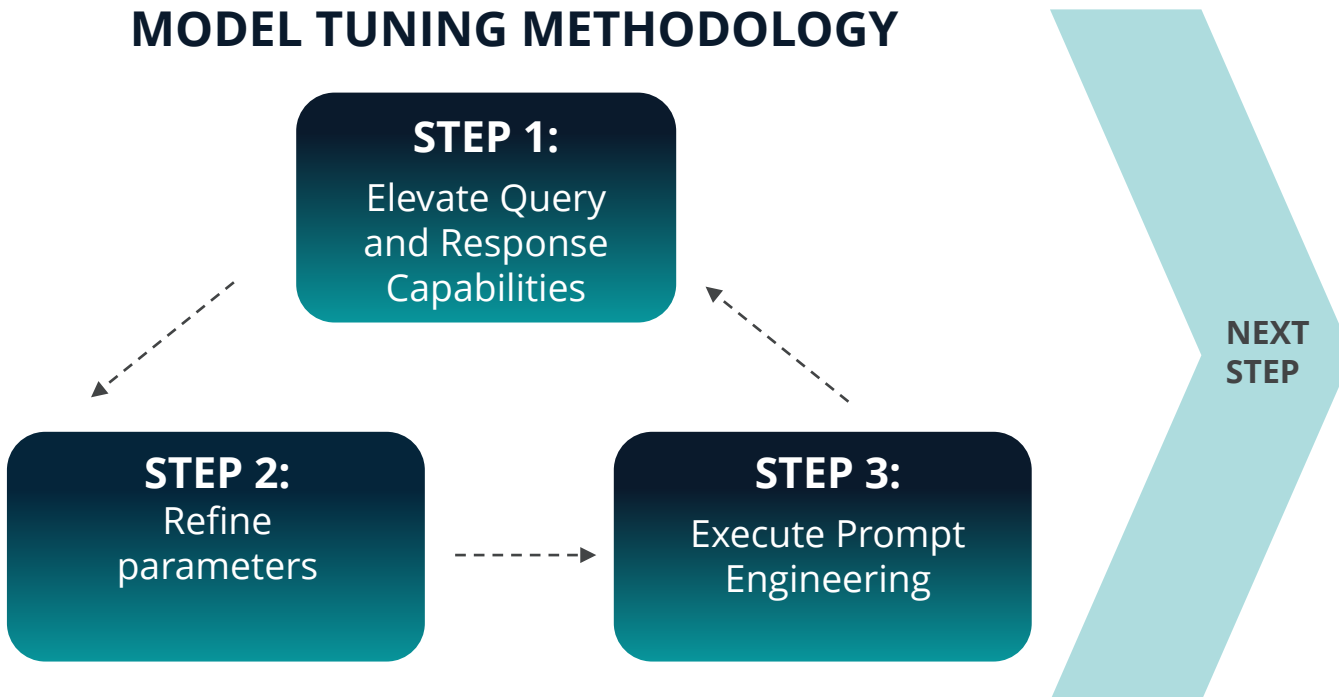 MODEL TUNING METHODOLOGY
STEP 1:
Elevate Query
and Response
Capabilities
STEP 2:
Refine
parameters
STEP 3:
Execute Prompt
Engineering
NEXT
STEP